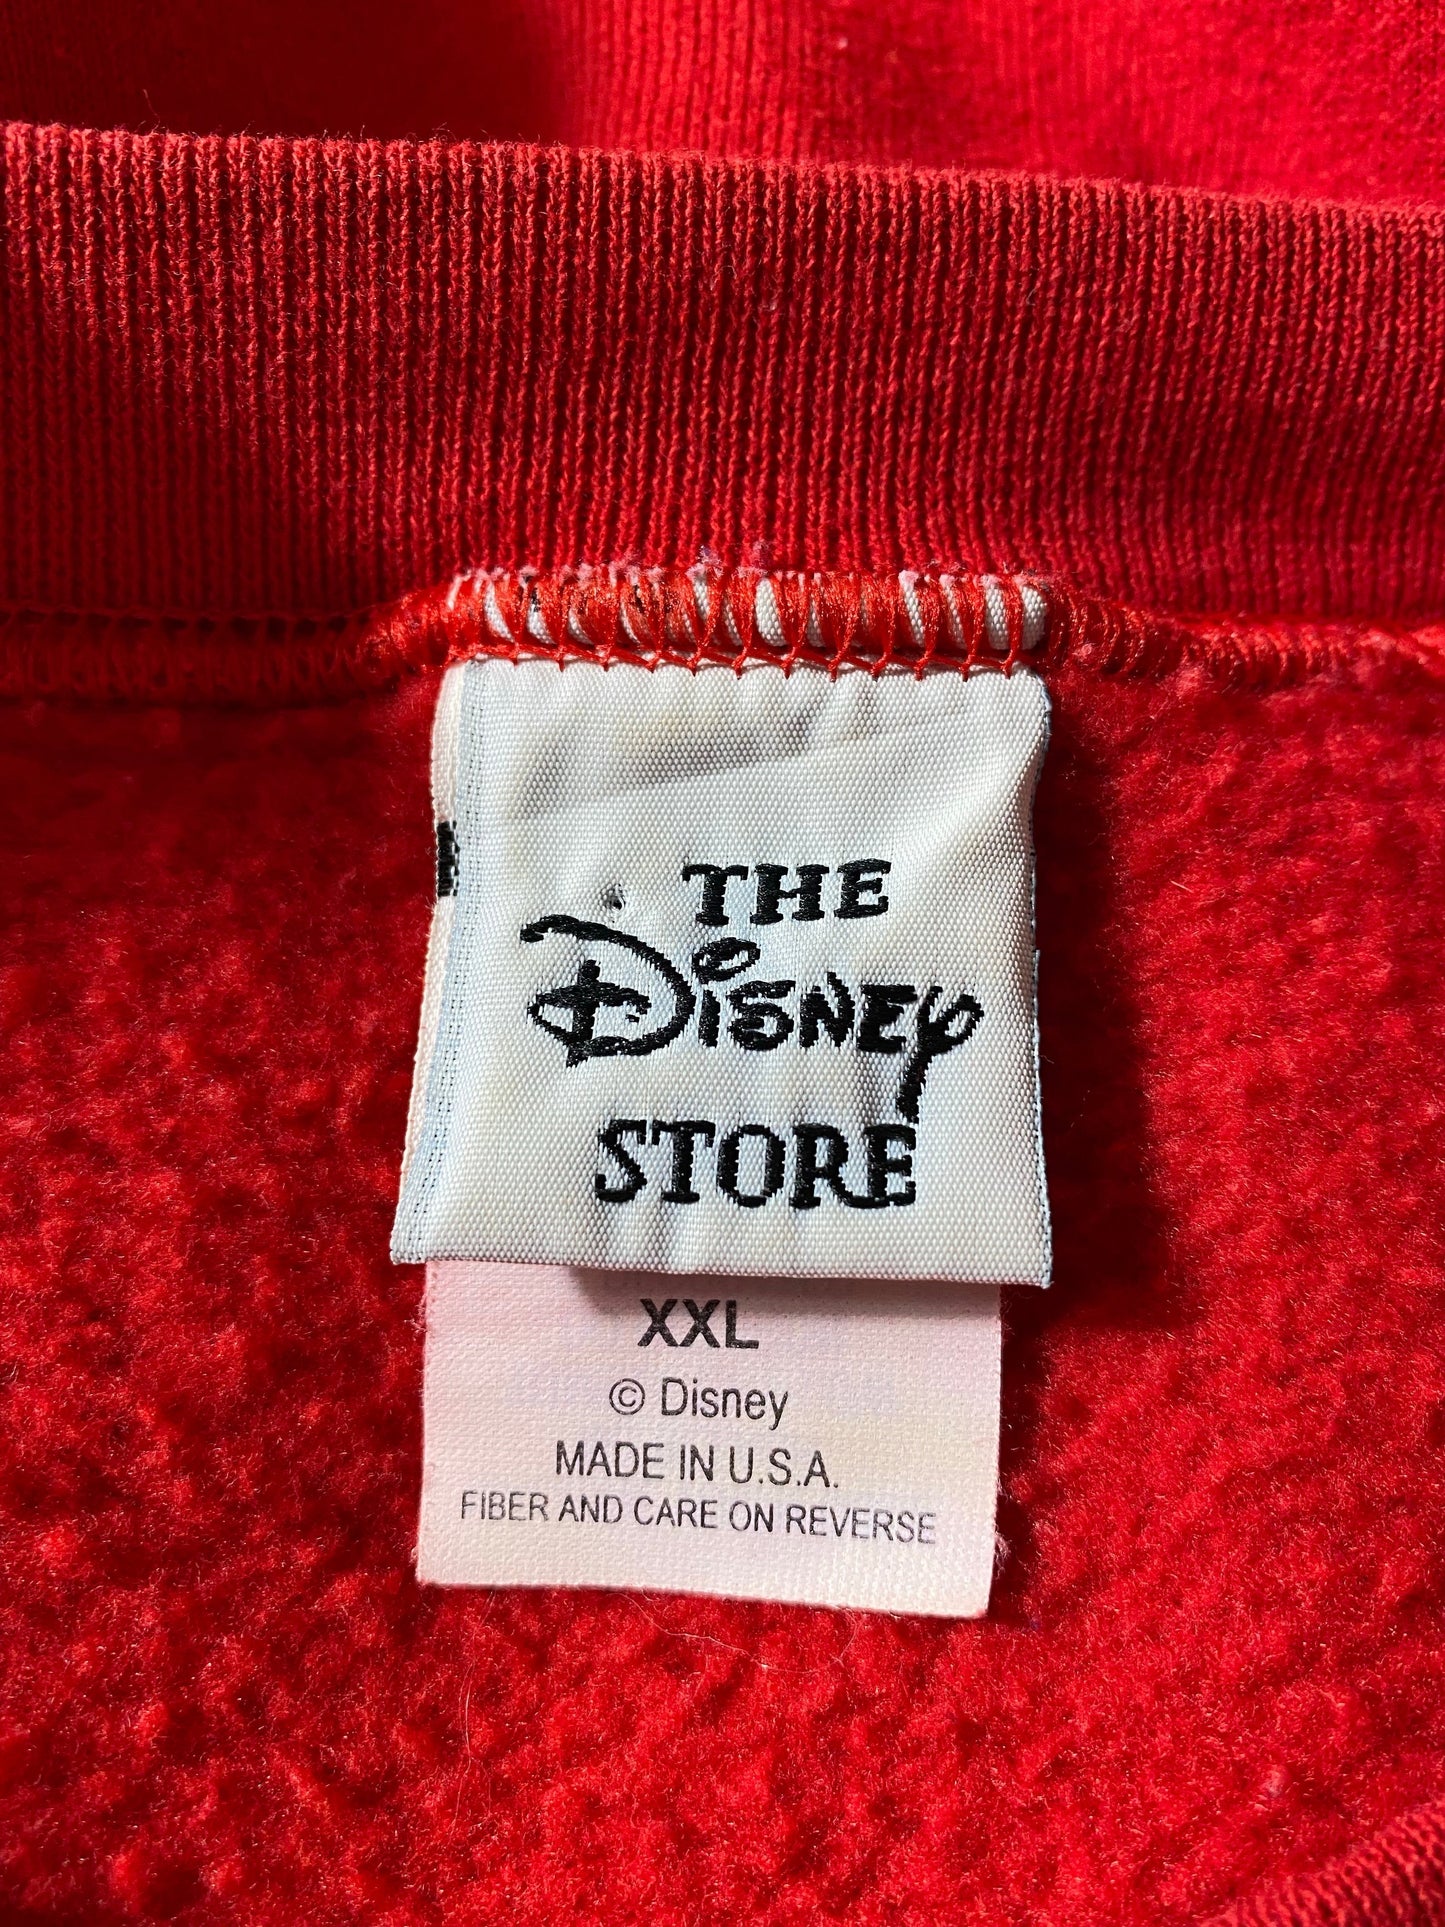 THE
Disney
STORE
XXL
© Disney
MADE IN U.S.A.
FIBER AND CARE ON REVERSE